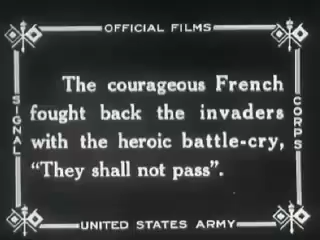 OFFICIAL FILMS
SIGNAL
CORPS
The courageous French
fought back the invaders
with the heroic battle-cry,
“They shall not pass”.
UNITED STATES ARMY